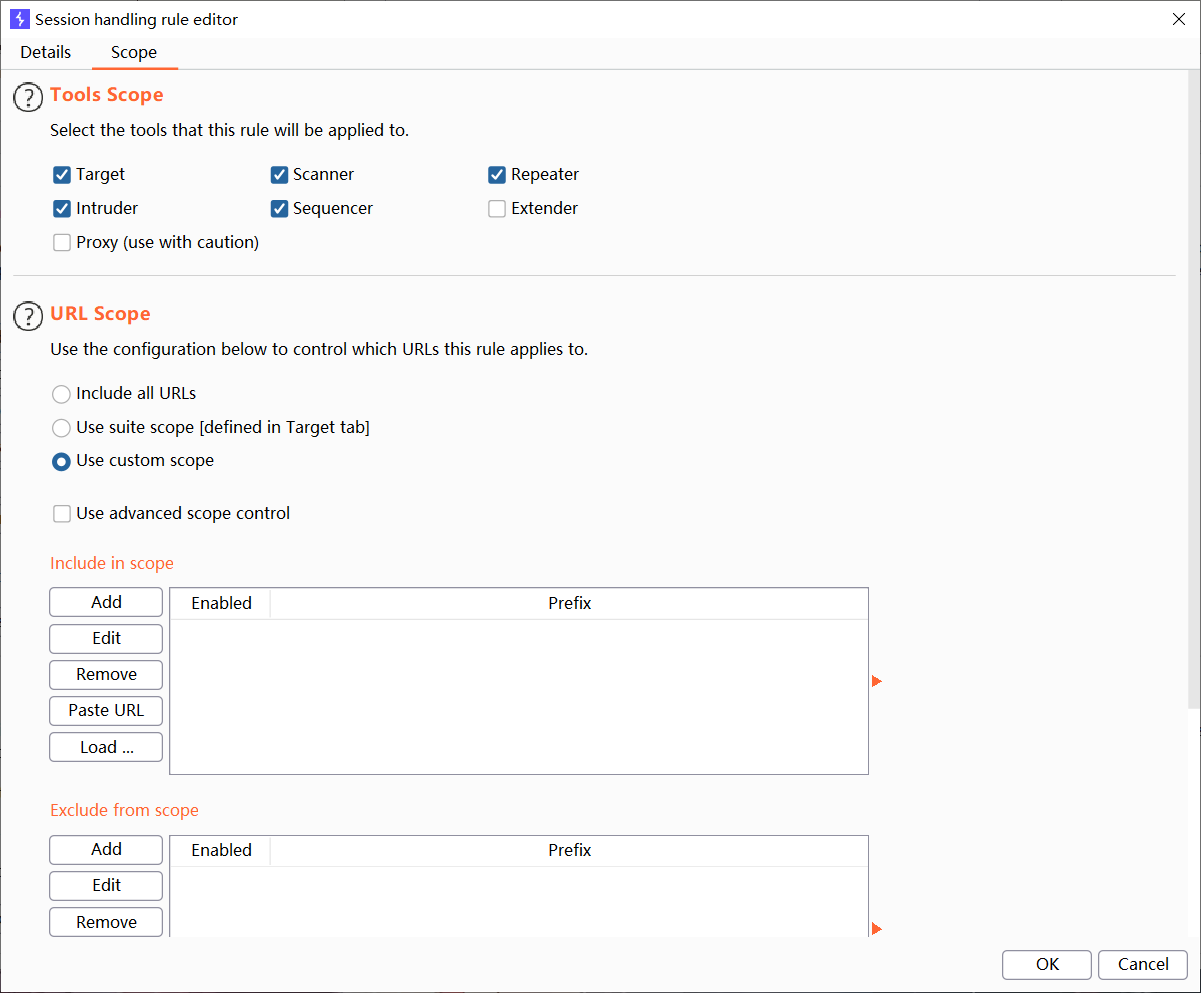 Session handling rule editor
Details Scope
Tools Scope
Select the tools that this rule will be applied to.
Target Scanner Repeater
Intruder Sequencer Extender
Proxy (use with caution)
URL Scope
Use the configuration below to control which URLs this rule applies to.
Include all URLs
Use suite scope [defined in Target tab]
Use custom scope
Use advanced scope control
Include in scope
Add Enabled Prefix
Edit
Remove
Paste URL
Load ...
Exclude from scope
Add Enabled Prefix
Edit
Remove
OK Cancel